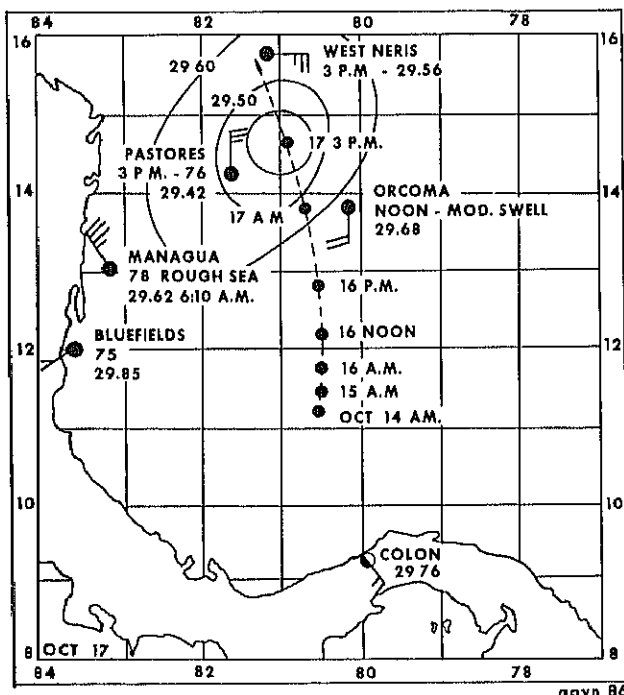 84 82 80 78
16
WEST NERIS
3 P.M. - 29.56
16
29 60
29.50
17 3 P.M.
PASTORES
3 P.M. - 76
29.42
14
17 A M
ORCOMA
NOON - MOD. SWELL
29.68
14
MANAGUA
78 ROUGH SEA
29.62 6:10 A.M.
16 P.M.
BLUEFIELDS
75
29.85
12
16 NOON
12
16 A.M.
15 A.M
OCT 14 AM.
10
10
COLON
29 76
OCT 17
8
8
84 82 80 78